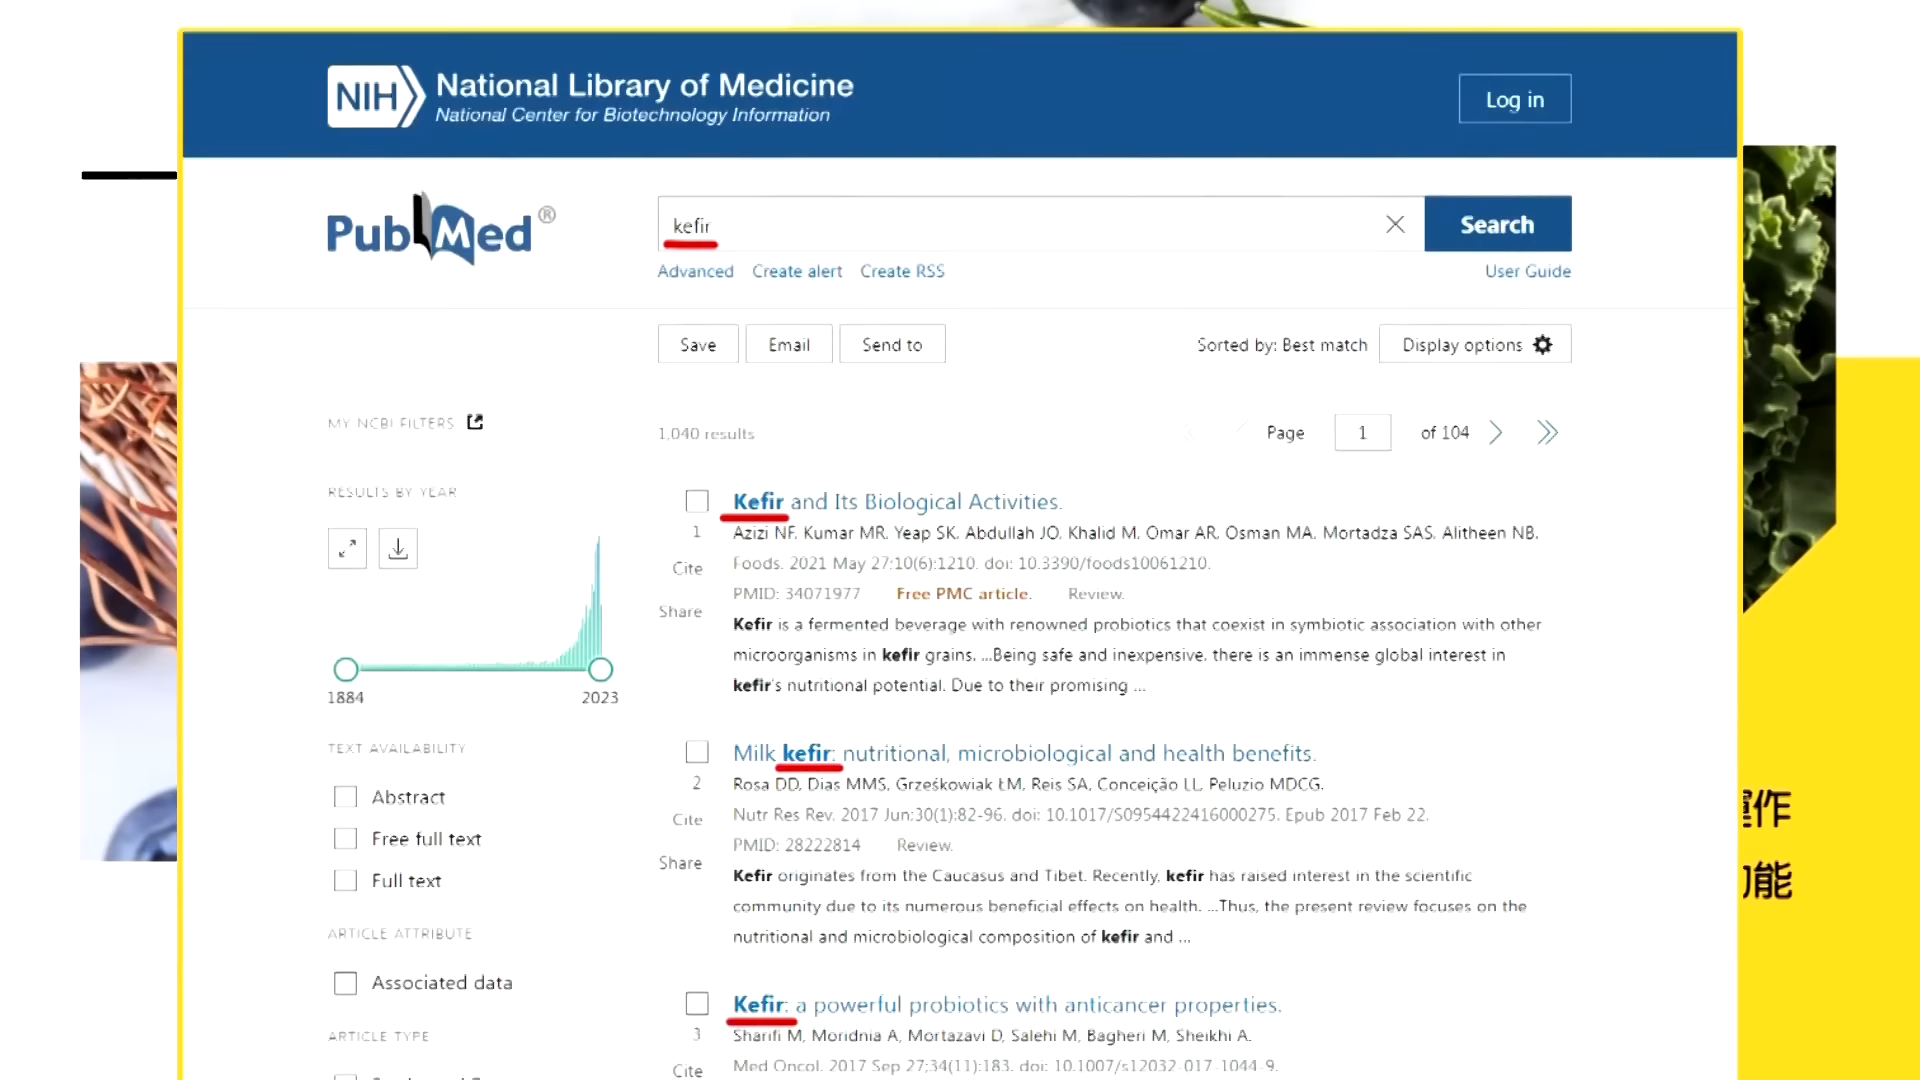 NIH National Library of Medicine
National Center for Biotechnology Information
Log in
PubMed®
kefir
Search
Advanced Create alert Create RSS
User Guide
Save Email Send to
Sorted by: Best match Display options
MY NCBI FILTERS
1,040 results
Page 1 of 104
RESULTS BY YEAR
1884 2023
TEXT AVAILABILITY
Abstract
Free full text
Full text
ARTICLE ATTRIBUTE
Associated data
ARTICLE TYPE
Kefir and Its Biological Activities.
1
Azizi NF, Kumar MR, Yeap SK, Abdullah JO, Khalid M, Omar AR, Osman MA, Mortadza SAS, Alitheen NB.
Cite
Foods. 2021 May 27;10(6):1210. doi: 10.3390/foods10061210.
PMID: 34071977 Free PMC article. Review.
Share
Kefir is a fermented beverage with renowned probiotics that coexist in symbiotic association with other
microorganisms in kefir grains. ...Being safe and inexpensive, there is an immense global interest in
kefir's nutritional potential. Due to their promising ...
Milk kefir: nutritional, microbiological and health benefits.
2
Rosa DD, Dias MMS, Grześkowiak ŁM, Reis SA, Conceição LL, Peluzio MDCG.
Cite
Nutr Res Rev. 2017 Jun;30(1):82-96. doi: 10.1017/S0954422416000275. Epub 2017 Feb 22.
PMID: 28222814 Review.
Share
Kefir originates from the Caucasus and Tibet. Recently, kefir has raised interest in the scientific
community due to its numerous beneficial effects on health. ...Thus, the present review focuses on the
nutritional and microbiological composition of kefir and ...
Kefir: a powerful probiotics with anticancer properties.
3
Sharifi M, Moridnia A, Mortazavi D, Salehi M, Bagheri M, Sheikhi A.
Cite
Med Oncol. 2017 Sep 27;34(11):183. doi: 10.1007/s12032-017-1044-9.
作
能